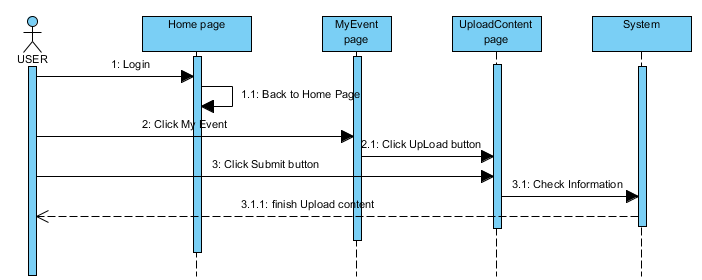 Home page
MyEvent
page
UploadContent
page
System
USER
1: Login
1.1: Back to Home Page
2: Click My Event
2.1: Click UpLoad button
3: Click Submit button
3.1: Check Information
3.1.1: finish Upload content